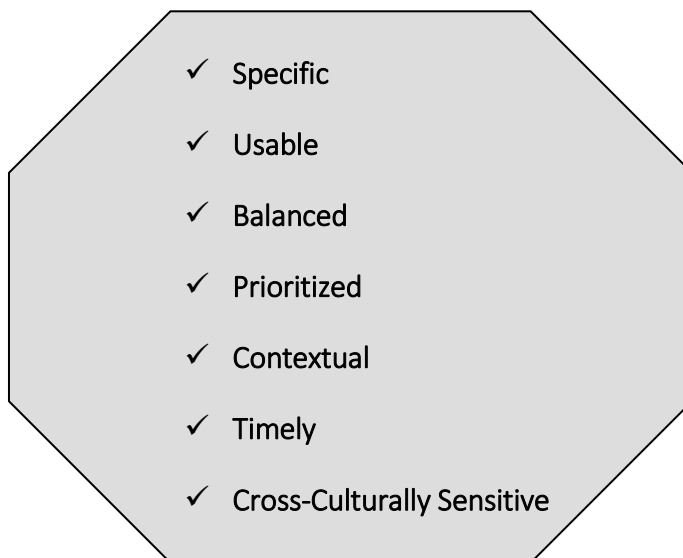 ✓ Specific
✓ Usable
✓ Balanced
✓ Prioritized
✓ Contextual
✓ Timely
✓ Cross-Culturally Sensitive